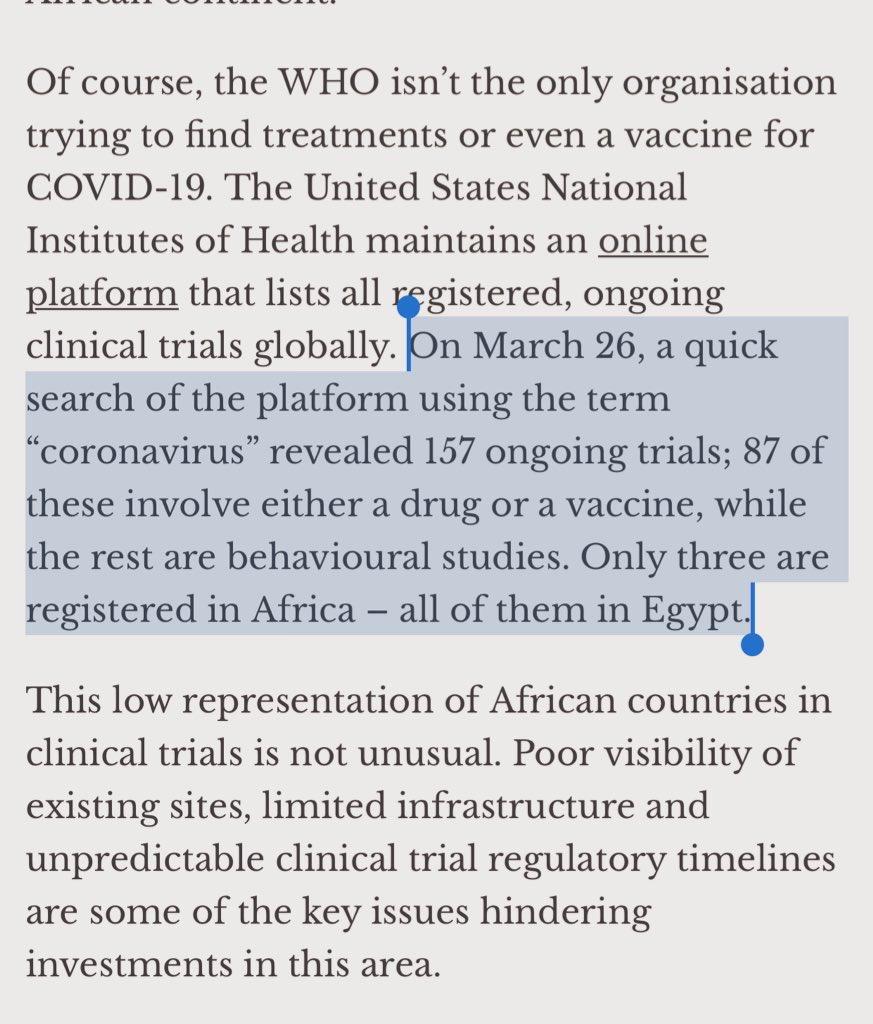 African continent.
Of course, the WHO isn’t the only organisation
trying to find treatments or even a vaccine for
COVID-19. The United States National
Institutes of Health maintains an online
platform that lists all registered, ongoing
clinical trials globally. On March 26, a quick
search of the platform using the term
“coronavirus” revealed 157 ongoing trials; 87 of
these involve either a drug or a vaccine, while
the rest are behavioural studies. Only three are
registered in Africa – all of them in Egypt.
This low representation of African countries in
clinical trials is not unusual. Poor visibility of
existing sites, limited infrastructure and
unpredictable clinical trial regulatory timelines
are some of the key issues hindering
investments in this area.